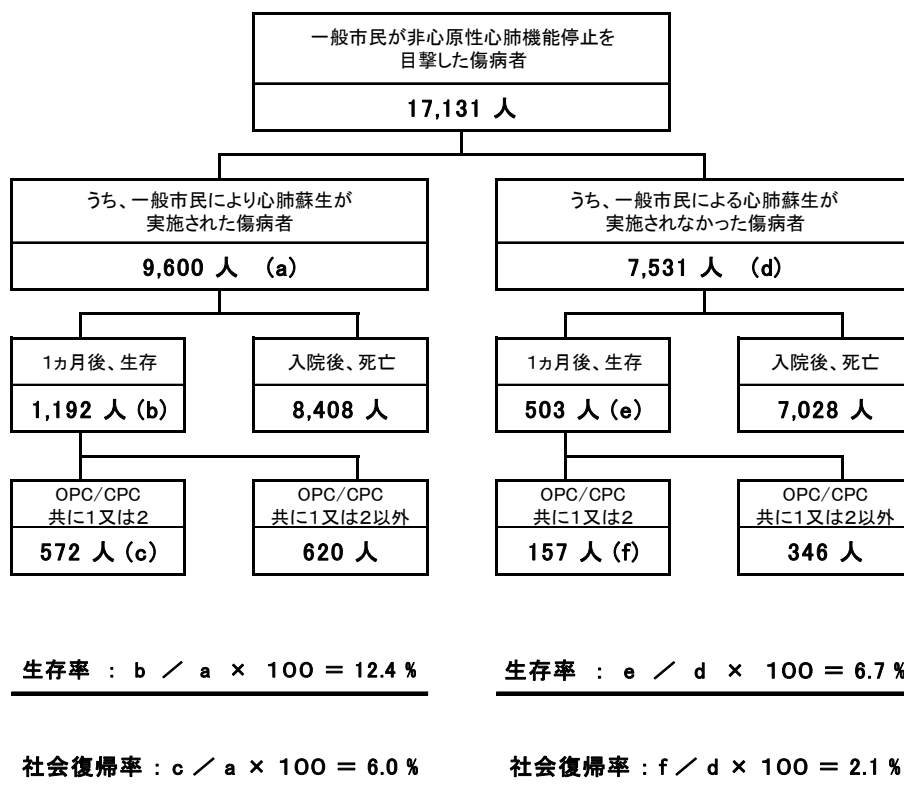 一般市民が非心原性心肺機能停止を
目撃した傷病者
17,131 人
うち、一般市民により心肺蘇生が
実施された傷病者
9,600 人 (a)
うち、一般市民による心肺蘇生が
実施されなかった傷病者
7,531 人 (d)
1ヵ月後、生存
1,192 人 (b)
入院後、死亡
8,408 人
1ヵ月後、生存
503 人 (e)
入院後、死亡
7,028 人
OPC/CPC
共に1又は2
572 人 (c)
OPC/CPC
共に1又は2以外
620 人
OPC/CPC
共に1又は2
157 人 (f)
OPC/CPC
共に1又は2以外
346 人
生存率 : b / a × 100 = 12.4 %
生存率 : e / d × 100 = 6.7 %
社会復帰率 : c / a × 100 = 6.0 %
社会復帰率 : f / d × 100 = 2.1 %